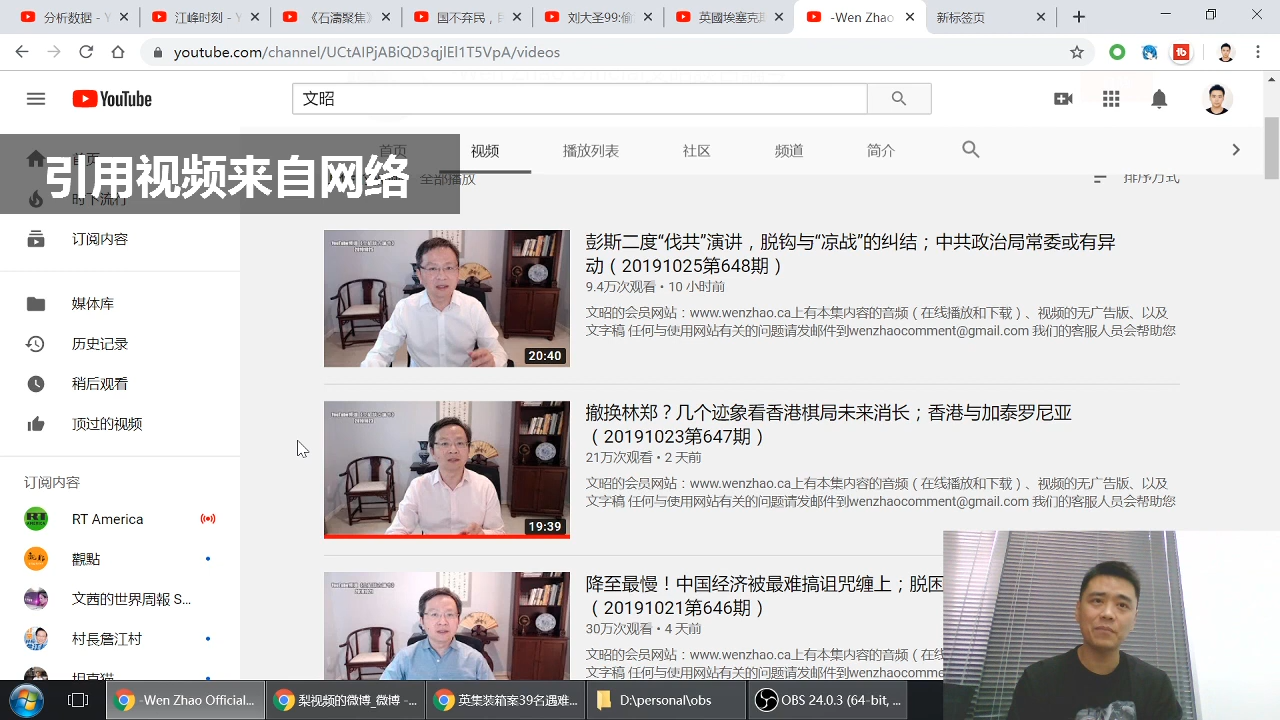 分析数据 - Y
江峰时刻 - Y
《石濤聚焦》
国不弃民，
刘大圣99:偷
英國埃塞克斯
-Wen Zhao
新标签页
youtube.com/channel/UCtAIPjABiQD3qjlEl1T5VpA/videos
YouTube
文昭
首页
视频
播放列表
社区
频道
简介
引用视频来自网络
首页
时下流行
订阅内容
媒体库
历史记录
稍后观看
顶过的视频
订阅内容
RT America
觀點
文茜的世界周報 S...
村長詹江村
全部播放
排序方式
20:40
彭斯二度“伐共”演讲，脱钩与“凉战”的纠结；中共政治局常委或有异
动（20191025第648期）
9.4万次观看 • 10 小时前
文昭的会员网站：www.wenzhao.ca上有本集内容的音频（在线播放和下载）、视频的无广告版、以及
文字稿 任何与使用网站有关的问题请发邮件到wenzhaocomment@gmail.com 我们的客服人员会帮助您
19:39
撤换林郑？几个迹象看香港棋局未来消长；香港与加泰罗尼亚
（20191023第647期）
21万次观看 • 2 天前
文昭的会员网站：www.wenzhao.ca上有本集内容的音频（在线播放和下载）、视频的无广告版、以及
文字稿 任何与使用网站有关的问题请发邮件到wenzhaocomment@gmail.com 我们的客服人员会帮助您
降至最慢！中国经济被最难搞诅咒缠上；脱困
（20191021第646期）
30万次观看 • 4 天前
文昭的会员网站：www.wenzhao.ca上有本集内容的音频（在线
文字稿 任何与使用网站有关的问题请发邮件到wenzhaocomme
-Wen Zhao Official...
D:\personal\ob...
OBS 24.0.3 (64-bit, ...